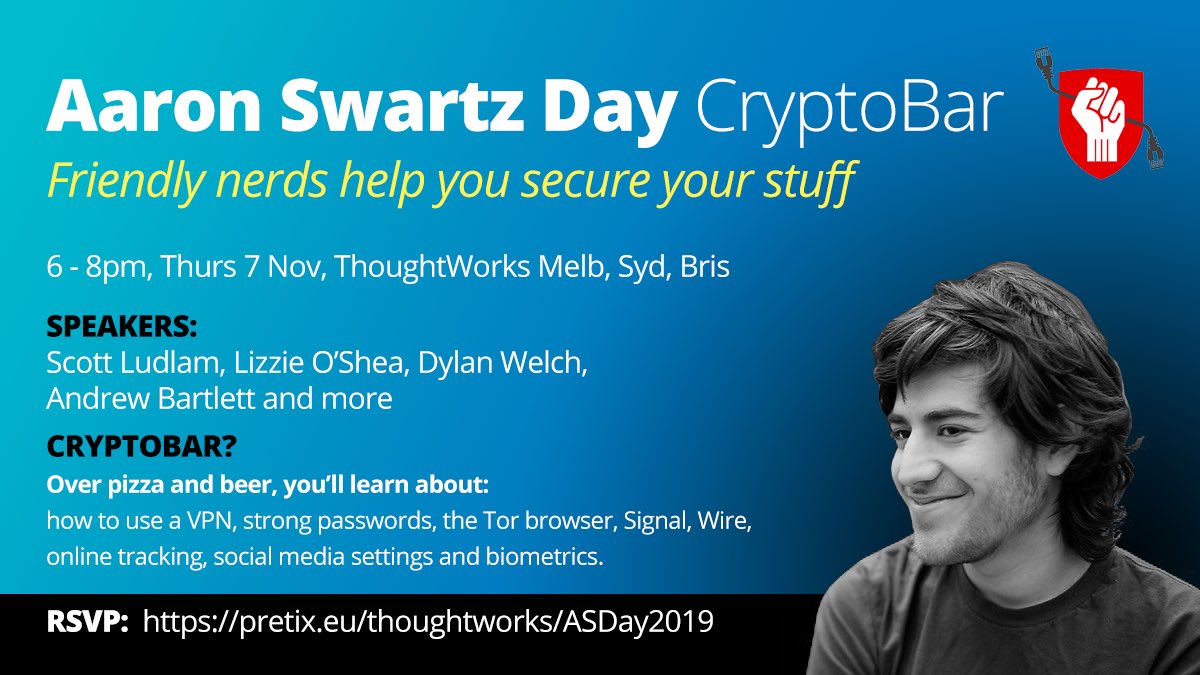 Aaron Swartz Day CryptoBar
Friendly nerds help you secure your stuff
6 - 8pm, Thurs 7 Nov, ThoughtWorks Melb, Syd, Bris
SPEAKERS:
Scott Ludlam, Lizzie O’Shea, Dylan Welch,
Andrew Bartlett and more
CRYPTOBAR?
Over pizza and beer, you’ll learn about:
how to use a VPN, strong passwords, the Tor browser, Signal, Wire,
online tracking, social media settings and biometrics.
RSVP: https://pretix.eu/thoughtworks/ASDay2019